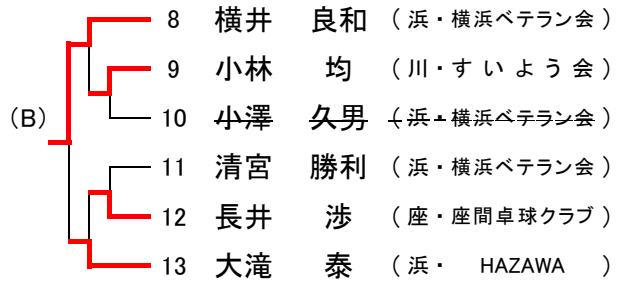 8 横井 良和 (浜・横浜ベテラン会)
9 小林 均 (川・すいよう会)
(B)
10 小澤 久男 (浜・横浜ベテラン会)
11 清宮 勝利 (浜・横浜ベテラン会)
12 長井 渉 (座・座間卓球クラブ)
13 大滝 泰 (浜・ HAZAWA )